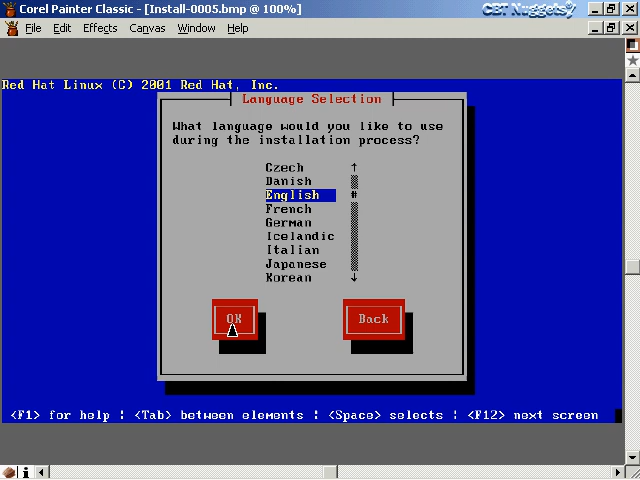 Corel Painter Classic - [Install-0005.bmp @ 100%]
CBT Nuggets
File Edit Effects Canvas Window Help
Red Hat Linux (C) 2001 Red Hat, Inc.
Language Selection
What language would you like to use
during the installation process?
Czech
Danish
English
French
German
Icelandic
Italian
Japanese
Korean
OK
Back
<F1> for help | <Tab> between elements | <Space> selects | <F12> next screen